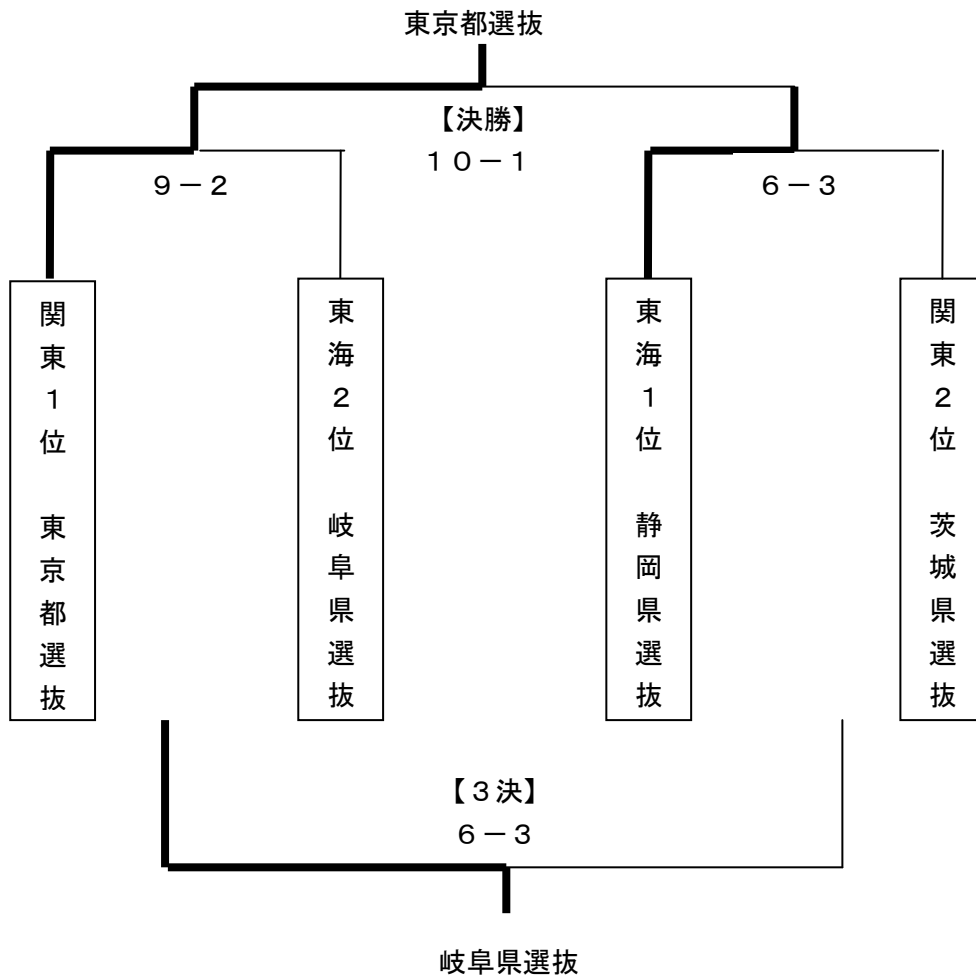 東京都選抜
【決勝】
１０－１
９－２
６－３
関東１位　東京都選抜
東海２位　岐阜県選抜
東海１位　静岡県選抜
関東２位　茨城県選抜
【３決】
６－３
岐阜県選抜